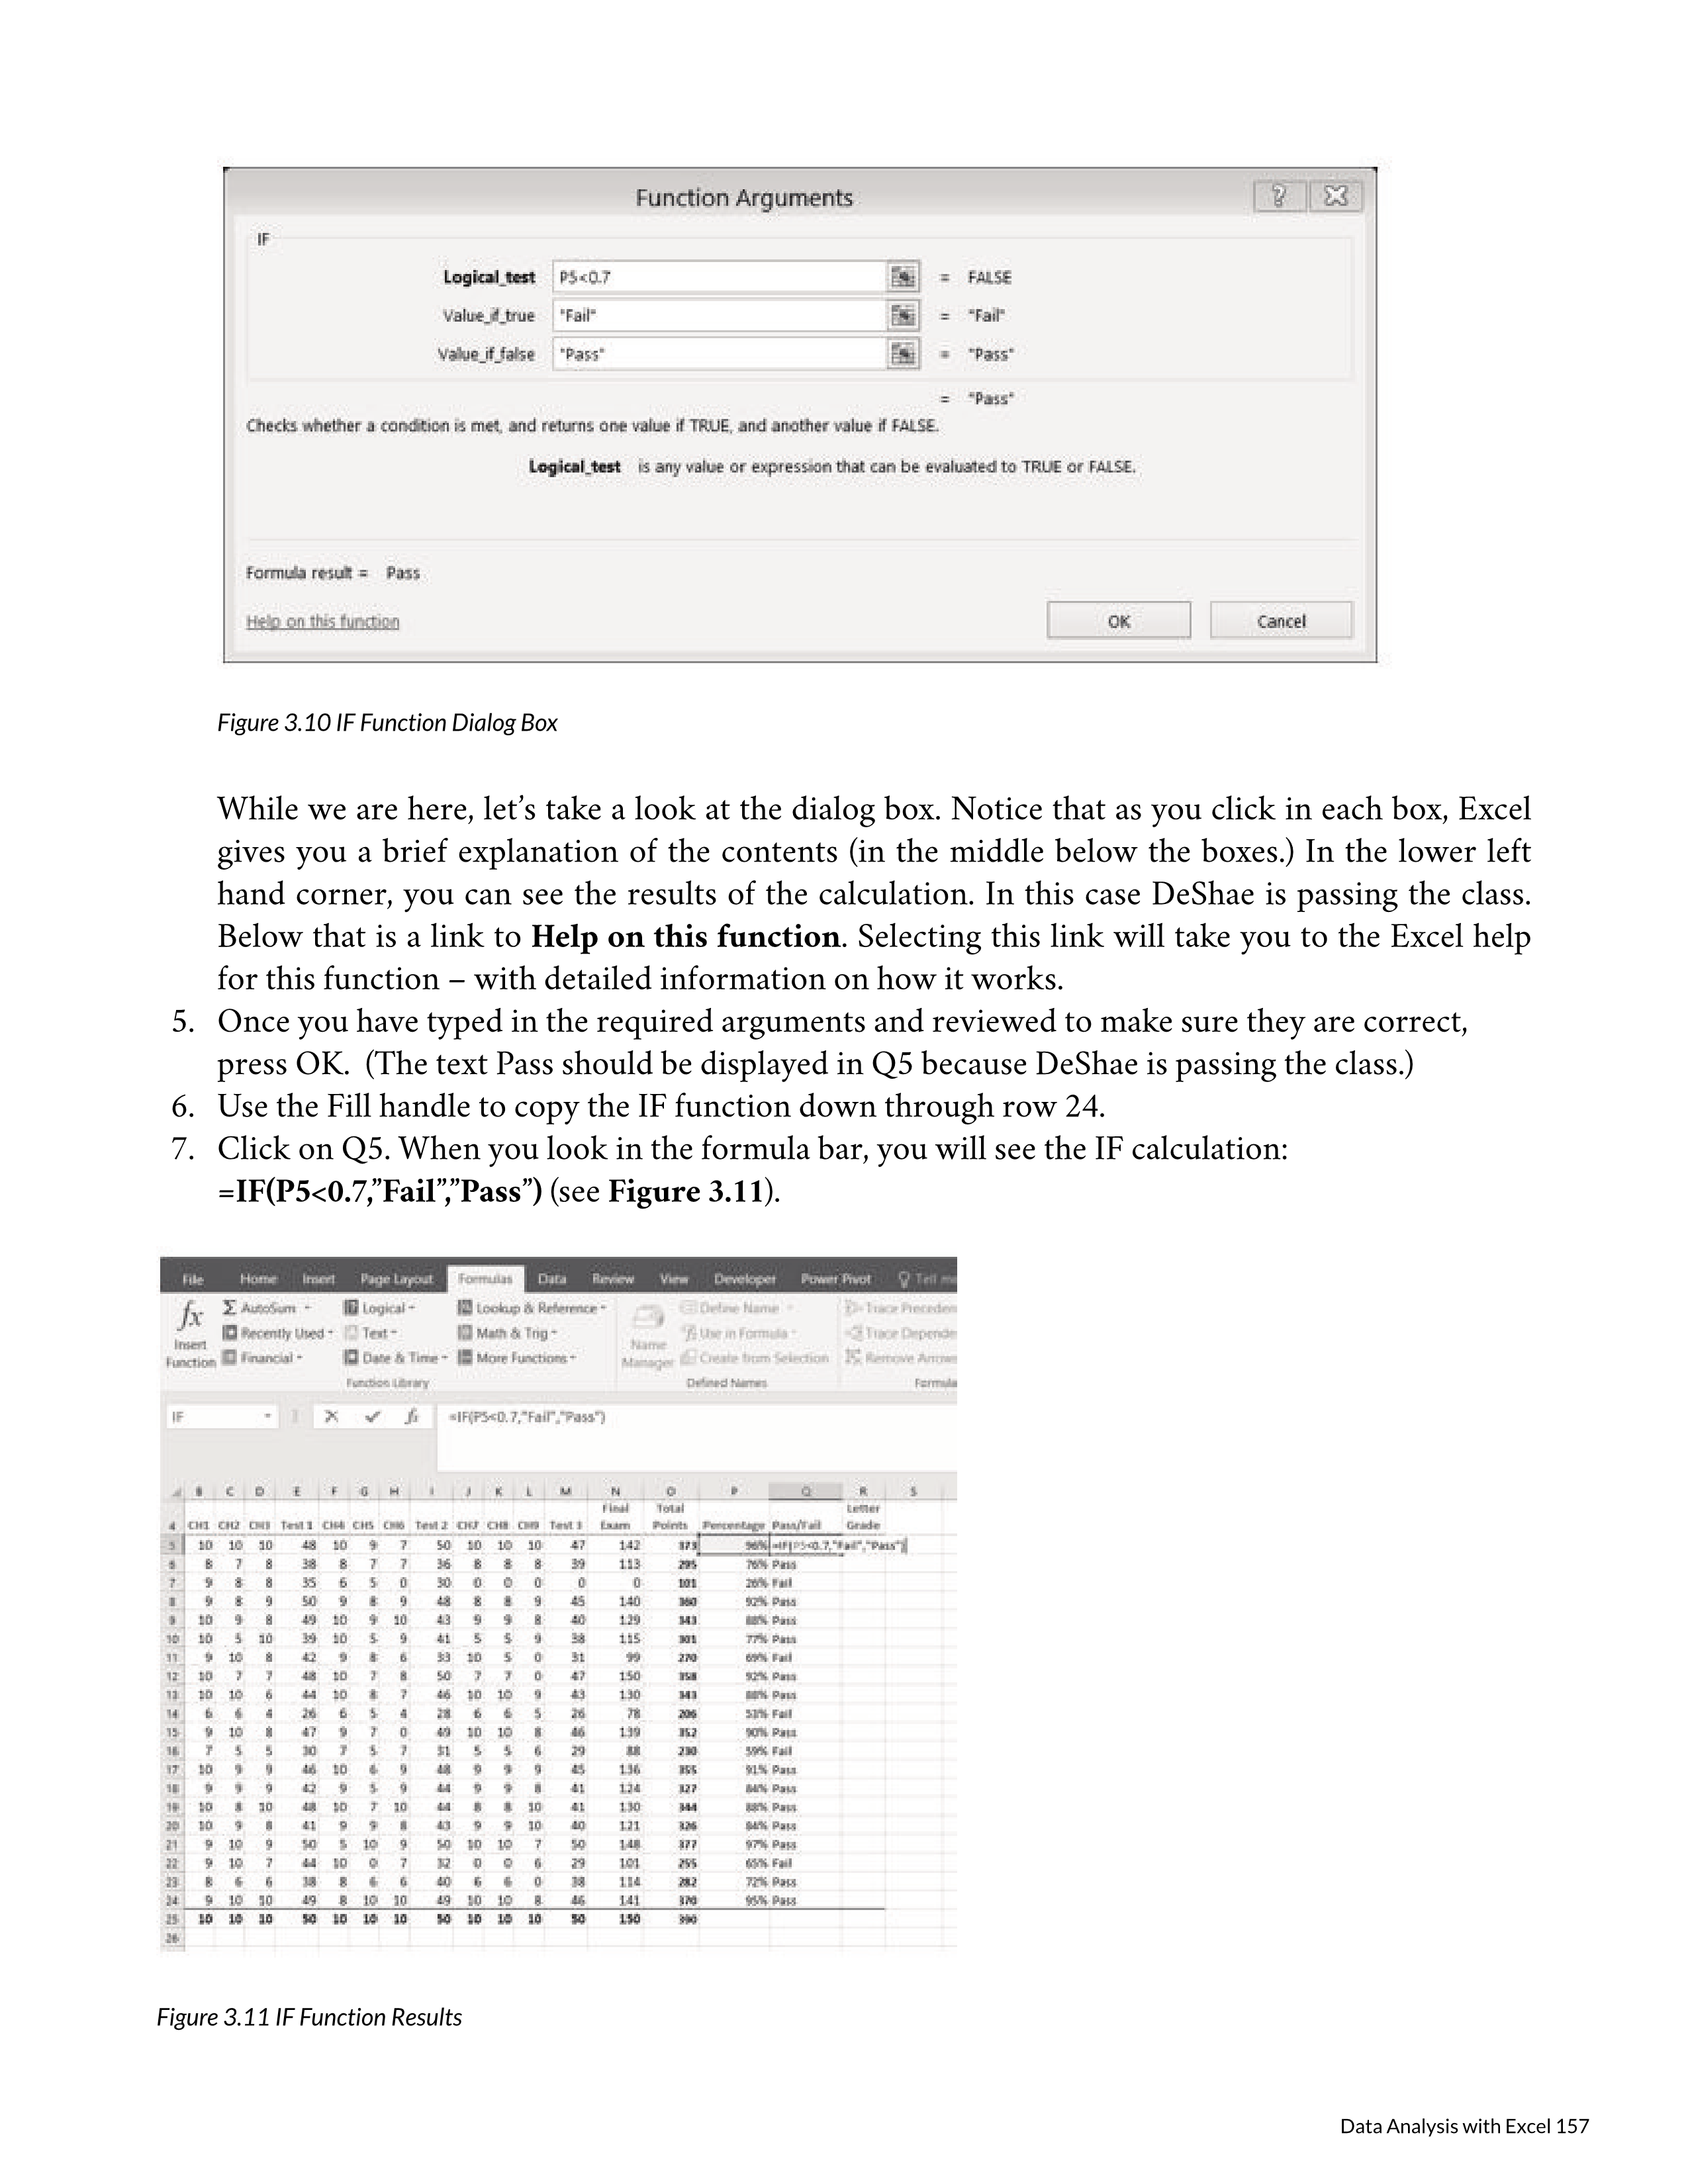 Function Arguments
IF
Logical_test P5<0.7 = FALSE
Value_if_true "Fail" = "Fail"
Value_if_false "Pass" = "Pass"
= "Pass"
Checks whether a condition is met, and returns one value if TRUE, and another value if FALSE.
Logical_test is any value or expression that can be evaluated to TRUE or FALSE.
Formula result = Pass
Help on this function OK Cancel
Figure 3.10 IF Function Dialog Box
While we are here, let’s take a look at the dialog box. Notice that as you click in each box, Excel
gives you a brief explanation of the contents (in the middle below the boxes.) In the lower left
hand corner, you can see the results of the calculation. In this case DeShae is passing the class.
Below that is a link to Help on this function. Selecting this link will take you to the Excel help
for this function – with detailed information on how it works.
5. Once you have typed in the required arguments and reviewed to make sure they are correct,
press OK. (The text Pass should be displayed in Q5 because DeShae is passing the class.)
6. Use the Fill handle to copy the IF function down through row 24.
7. Click on Q5. When you look in the formula bar, you will see the IF calculation:
=IF(P5<0.7,”Fail”,”Pass”) (see Figure 3.11).
File Home Insert Page Layout Formulas Data Review View Developer Power Pivot Tell me
fx Σ AutoSum Logical Lookup & Reference Define Name Trace Preceden
Insert Recently Used Text Math & Trig Name Use in Formula Trace Depende
Function Financial Date & Time More Functions Manager Create from Selection Remove Arrow
Function Library Defined Names Formula
IF fx =IF(P5<0.7,"Fail","Pass")
B C D E F G H I J K L M N O P Q R S
Final Total Letter
4 CH1 CH2 CH3 Test 1 CH4 CH5 CH6 Test 2 CH7 CH8 CH9 Test 3 Exam Points Percentage Pass/Fail Grade
5 10 10 10 48 10 9 7 50 10 10 10 47 142 373 96% =IF(P5<0.7,"Fail","Pass")
6 8 7 8 38 8 7 7 36 8 8 8 39 113 295 76% Pass
7 9 8 8 35 6 5 0 30 0 0 0 0 0 101 26% Fail
8 9 8 9 50 9 8 9 48 8 8 9 45 140 360 92% Pass
9 10 9 8 49 10 9 10 43 9 9 8 40 129 343 88% Pass
10 10 5 10 39 10 5 9 41 5 5 9 38 115 301 77% Pass
11 9 10 8 42 9 8 6 33 10 5 0 31 99 270 69% Fail
12 10 7 7 48 10 7 8 50 7 7 0 47 150 358 92% Pass
13 10 10 6 44 10 8 7 46 10 10 9 43 130 343 88% Pass
14 6 6 4 26 6 5 4 28 6 6 5 26 78 206 53% Fail
15 9 10 8 47 9 7 0 49 10 10 8 46 139 352 90% Pass
16 7 5 5 30 7 5 7 31 5 5 6 29 88 230 59% Fail
17 10 9 9 46 10 6 9 48 9 9 9 45 136 355 91% Pass
18 9 9 9 42 9 5 9 44 9 9 8 41 124 327 84% Pass
19 10 8 10 48 10 7 10 44 8 8 10 41 130 344 88% Pass
20 10 9 8 41 9 9 8 43 9 9 10 40 121 326 84% Pass
21 9 10 9 50 5 10 9 50 10 10 7 50 148 377 97% Pass
22 9 10 7 44 10 0 7 32 0 0 6 29 101 255 65% Fail
23 8 6 6 38 8 6 6 40 6 6 0 38 114 282 72% Pass
24 9 10 10 49 8 10 10 49 10 10 8 46 141 370 95% Pass
25 10 10 10 50 10 10 10 50 10 10 10 50 150 390
26
Figure 3.11 IF Function Results
Data Analysis with Excel 157